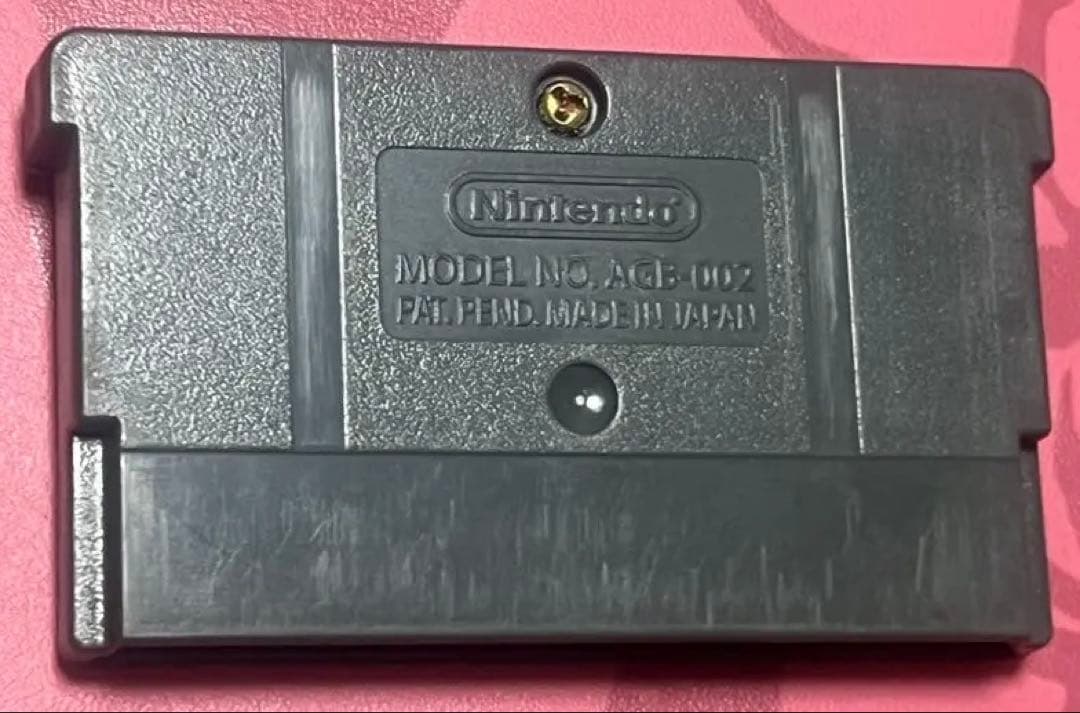 Nintendo
MODEL NO. AGB-002
PAT. PEND. MADE IN JAPAN